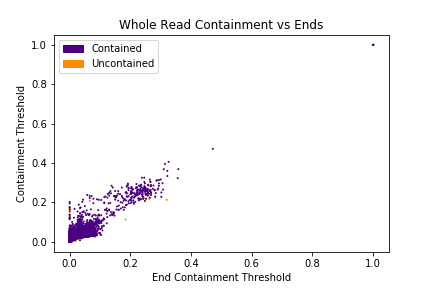 Whole Read Containment vs Ends
Contained
Uncontained
Containment Threshold
1.0
0.8
0.6
0.4
0.2
0.0
0.0 0.2 0.4 0.6 0.8 1.0
End Containment Threshold